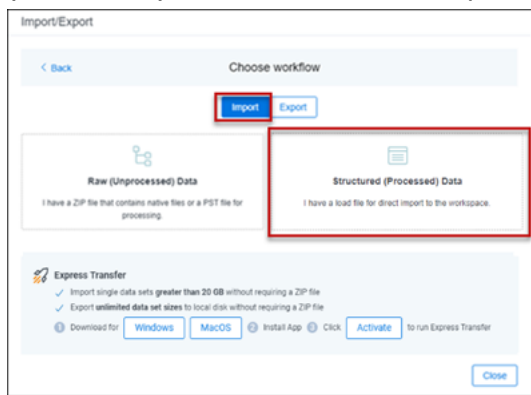 Import/Export
< Back
Choose workflow
Import Export
Raw (Unprocessed) Data
I have a ZIP file that contains native files or a PST file for
processing.
Structured (Processed) Data
I have a load file for direct import to the workspace.
Express Transfer
✓ Import single data sets greater than 20 GB without requiring a ZIP file
✓ Export unlimited data set sizes to local disk without requiring a ZIP file
1 Download for Windows MacOS 2 Install App 3 Click Activate to run Express Transfer
Close